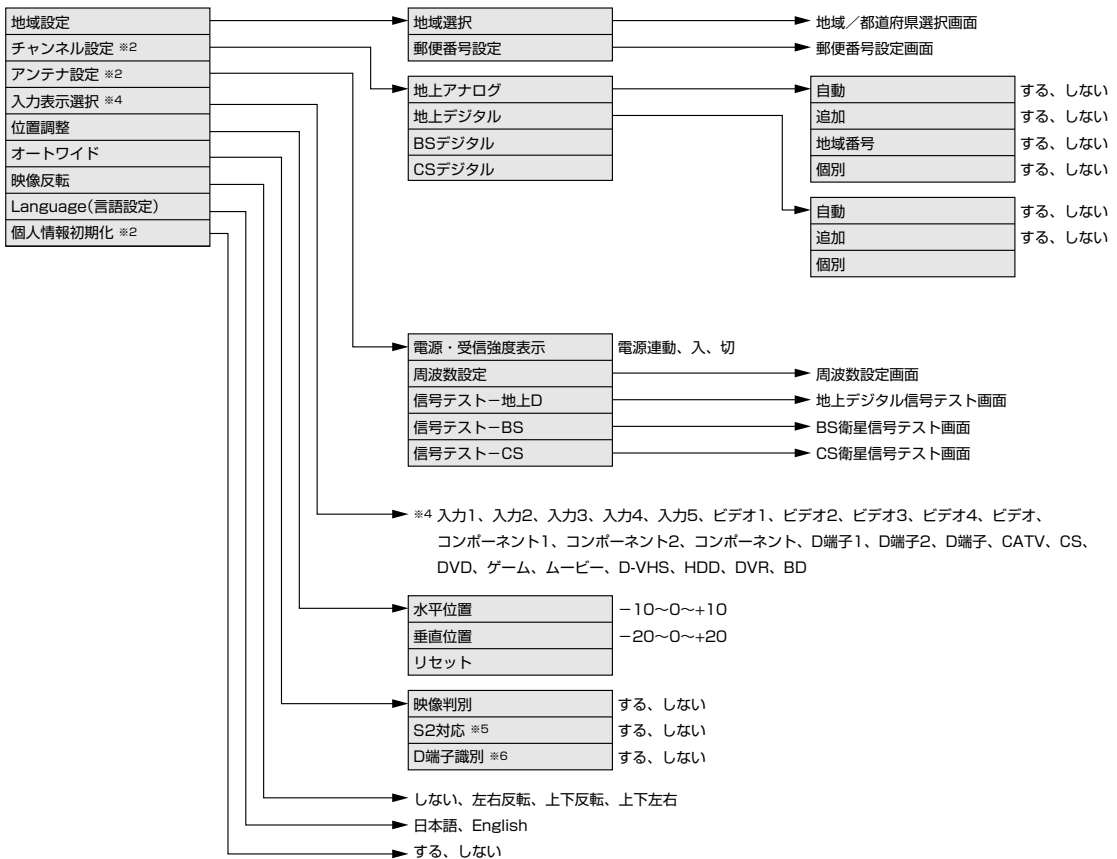 地域設定
チャンネル設定 ※2
アンテナ設定 ※2
入力表示選択 ※4
位置調整
オートワイド
映像反転
Language(言語設定)
個人情報初期化 ※2
地域選択
地域／都道府県選択画面
郵便番号設定
郵便番号設定画面
地上アナログ
地上デジタル
BSデジタル
CSデジタル
自動
する、しない
追加
する、しない
地域番号
する、しない
個別
する、しない
自動
する、しない
追加
する、しない
個別
電源・受信強度表示
電源連動、入、切
周波数設定
周波数設定画面
信号テスト－地上D
地上デジタル信号テスト画面
信号テスト－BS
BS衛星信号テスト画面
信号テスト－CS
CS衛星信号テスト画面
※4 入力1、入力2、入力3、入力4、入力5、ビデオ1、ビデオ2、ビデオ3、ビデオ4、ビデオ、
コンポーネント1、コンポーネント2、コンポーネント、D端子1、D端子2、D端子、CATV、CS、
DVD、ゲーム、ムービー、D-VHS、HDD、DVR、BD
水平位置
－10〜0〜+10
垂直位置
－20〜0〜+20
リセット
映像判別
する、しない
S2対応 ※5
する、しない
D端子識別 ※6
する、しない
しない、左右反転、上下反転、上下左右
日本語、English
する、しない